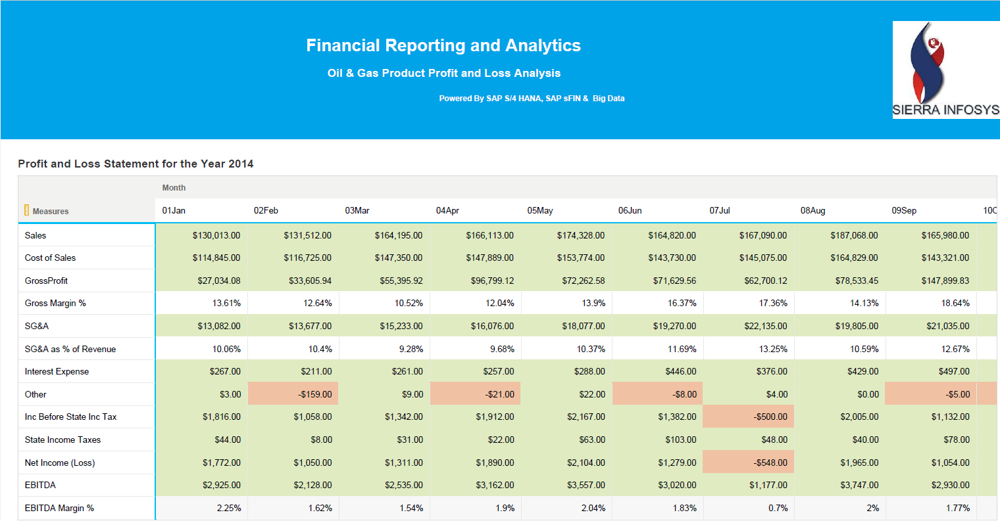 Financial Reporting and Analytics
Oil & Gas Product Profit and Loss Analysis
Powered By SAP S/4 HANA, SAP sFIN & Big Data
SIERRA INFOSYS
Profit and Loss Statement for the Year 2014
Month
Measures 01Jan 02Feb 03Mar 04Apr 05May 06Jun 07Jul 08Aug 09Sep
Sales $130,013.00 $131,512.00 $164,195.00 $166,113.00 $174,328.00 $164,820.00 $167,090.00 $187,068.00 $165,980.00
Cost of Sales $114,845.00 $116,725.00 $147,350.00 $147,889.00 $153,774.00 $143,730.00 $145,075.00 $164,829.00 $143,321.00
GrossProfit $27,034.08 $33,605.94 $55,395.92 $96,799.12 $72,262.58 $71,629.56 $62,700.12 $78,533.45 $147,899.83
Gross Margin % 13.61% 12.64% 10.52% 12.04% 13.9% 16.37% 17.36% 14.13% 18.64%
SG&A $13,082.00 $13,677.00 $15,233.00 $16,076.00 $18,077.00 $19,270.00 $22,135.00 $19,805.00 $21,035.00
SG&A as % of Revenue 10.06% 10.4% 9.28% 9.68% 10.37% 11.69% 13.25% 10.59% 12.67%
Interest Expense $267.00 $211.00 $261.00 $257.00 $288.00 $446.00 $376.00 $429.00 $497.00
Other $3.00 -$159.00 $9.00 -$21.00 $22.00 -$8.00 $4.00 $0.00 -$5.00
Inc Before State Inc Tax $1,816.00 $1,058.00 $1,342.00 $1,912.00 $2,167.00 $1,382.00 -$500.00 $2,005.00 $1,132.00
State Income Taxes $44.00 $8.00 $31.00 $22.00 $63.00 $103.00 $48.00 $40.00 $78.00
Net Income (Loss) $1,772.00 $1,050.00 $1,311.00 $1,890.00 $2,104.00 $1,279.00 -$548.00 $1,965.00 $1,054.00
EBITDA $2,925.00 $2,128.00 $2,535.00 $3,162.00 $3,557.00 $3,020.00 $1,177.00 $3,747.00 $2,930.00
EBITDA Margin % 2.25% 1.62% 1.54% 1.9% 2.04% 1.83% 0.7% 2% 1.77%